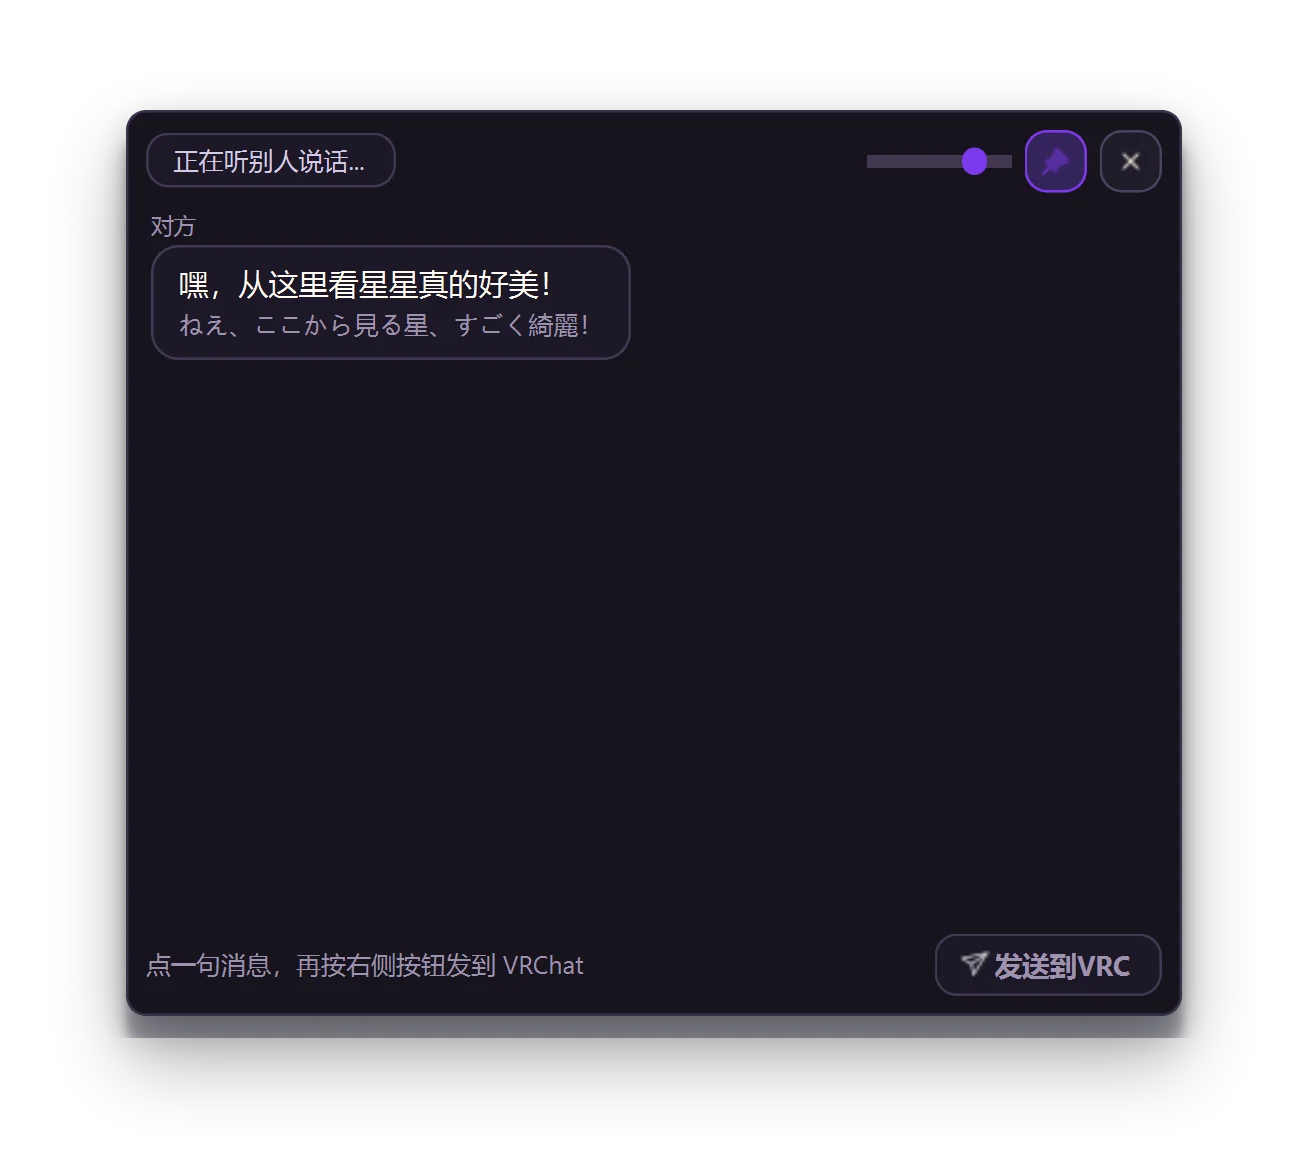 正在听别人说话...
对方
嘿，从这里看星星真的好美！
ねえ、ここから見る星、すごく綺麗！
点一句消息，再按右侧按钮发到 VRChat
发送到VRC